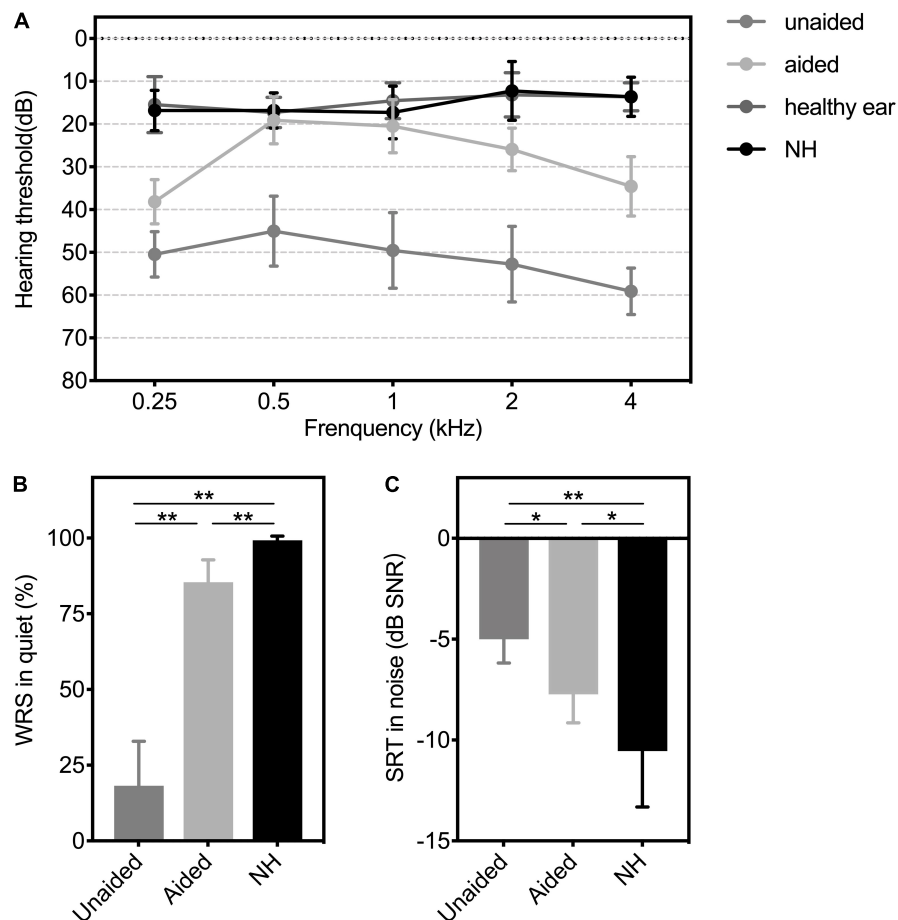 A
unaided
aided
healthy ear
NH
Hearing threshold(dB)
0
10
20
30
40
50
60
70
80
0.25 0.5 1 2 4
Frenquency (kHz)
B
WRS in quiet (%)
** 
** **
100
75
50
25
0
Unaided Aided NH
C
SRT in noise (dB SNR)
**
* *
0
-5
-10
-15
Unaided Aided NH